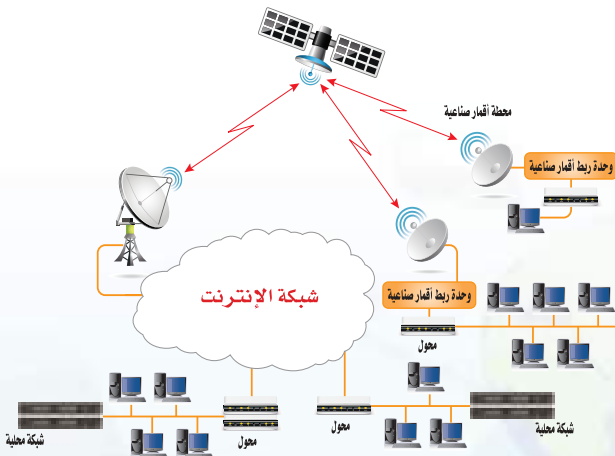 محطة أقمار صناعية
وحدة ربط أقمار صناعية
شبكة الإنترنت
وحدة ربط أقمار صناعية
محول
شبكة محلية
محول
محول
شبكة محلية